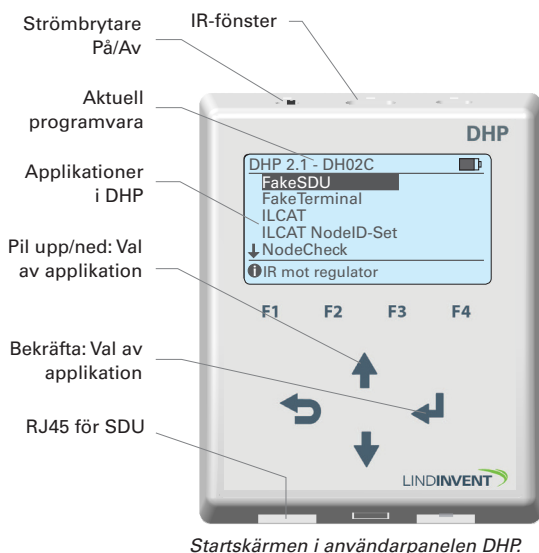 Strömbrytare
På/Av
IR-fönster
Aktuell
programvara
Applikationer
i DHP
Pil upp/ned: Val
av applikation
Bekräfta: Val av
applikation
RJ45 för SDU
DHP
DHP 2.1 - DH02C
FakeSDU
FakeTerminal
ILCAT
ILCAT NodeID-Set
NodeCheck
IR mot regulator
F1 F2 F3 F4
LINDINVENT
Startskärmen i användarpanelen DHP.